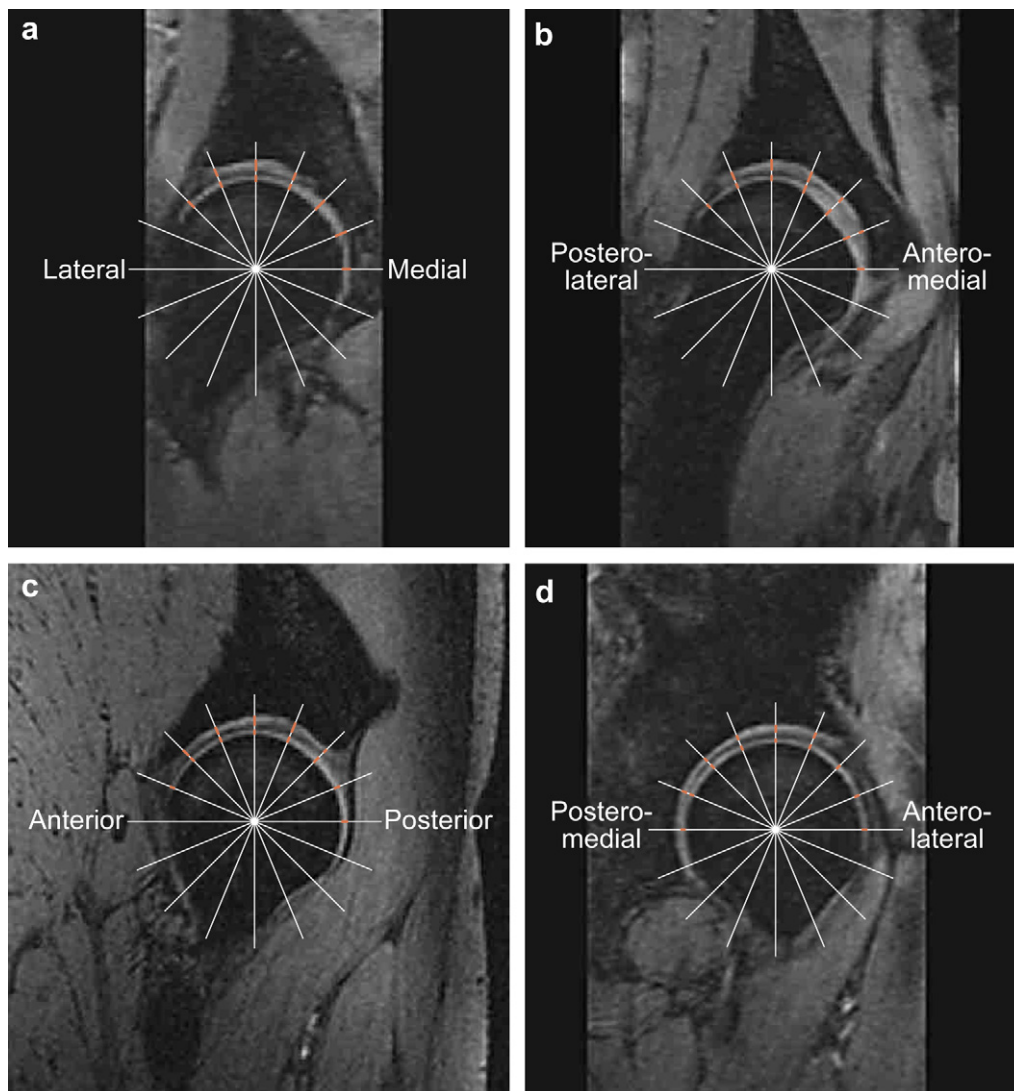 a
Lateral
Medial
b
Postero-
lateral
Antero-
medial
c
Anterior
Posterior
d
Postero-
medial
Antero-
lateral